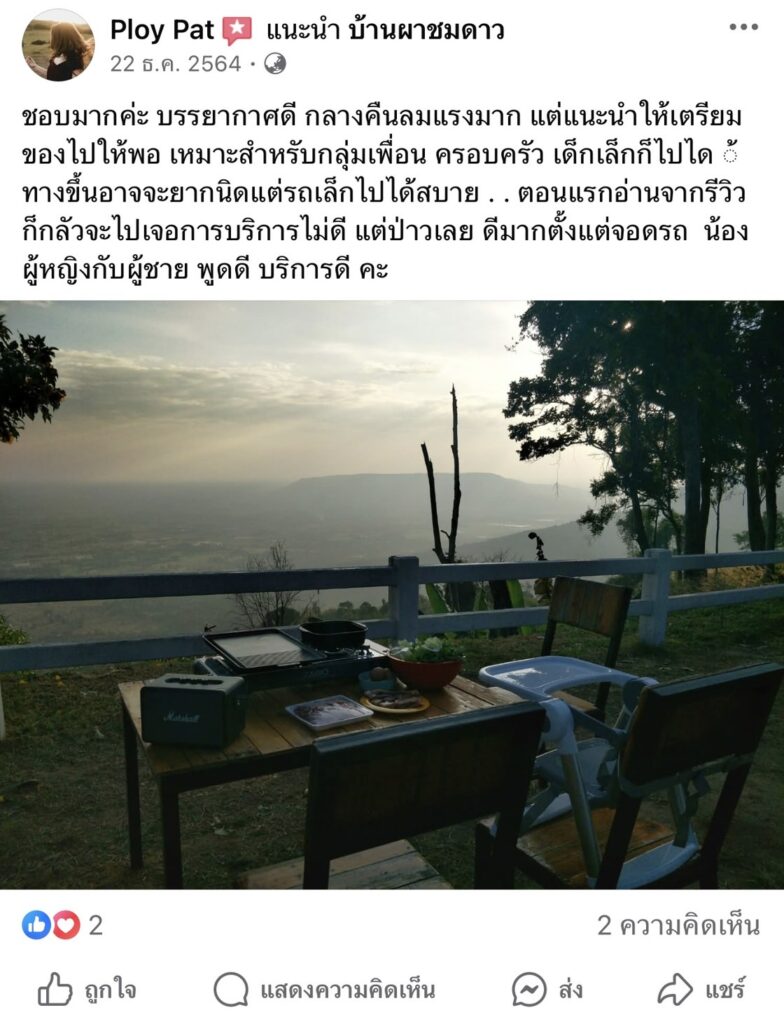 Ploy Pat แนะนำ บ้านผาชมดาว
22 ธ.ค. 2564 ·
ชอบมากค่ะ บรรยากาศดี กลางคืนลมแรงมาก แต่แนะนำให้เตรียม
ของไปให้พอ เหมาะสำหรับกลุ่มเพื่อน ครอบครัว เด็กเล็กก็ไปได ้
ทางขึ้นอาจจะยากนิดแต่รถเล็กไปได้สบาย . . ตอนแรกอ่านจากรีวิว
ก็กลัวจะไปเจอการบริการไม่ดี แต่ป่าวเลย ดีมากตั้งแต่จอดรถ น้อง
ผู้หญิงกับผู้ชาย พูดดี บริการดี คะ
Marshall
2
2 ความคิดเห็น
ถูกใจ
แสดงความคิดเห็น
ส่ง
แชร์